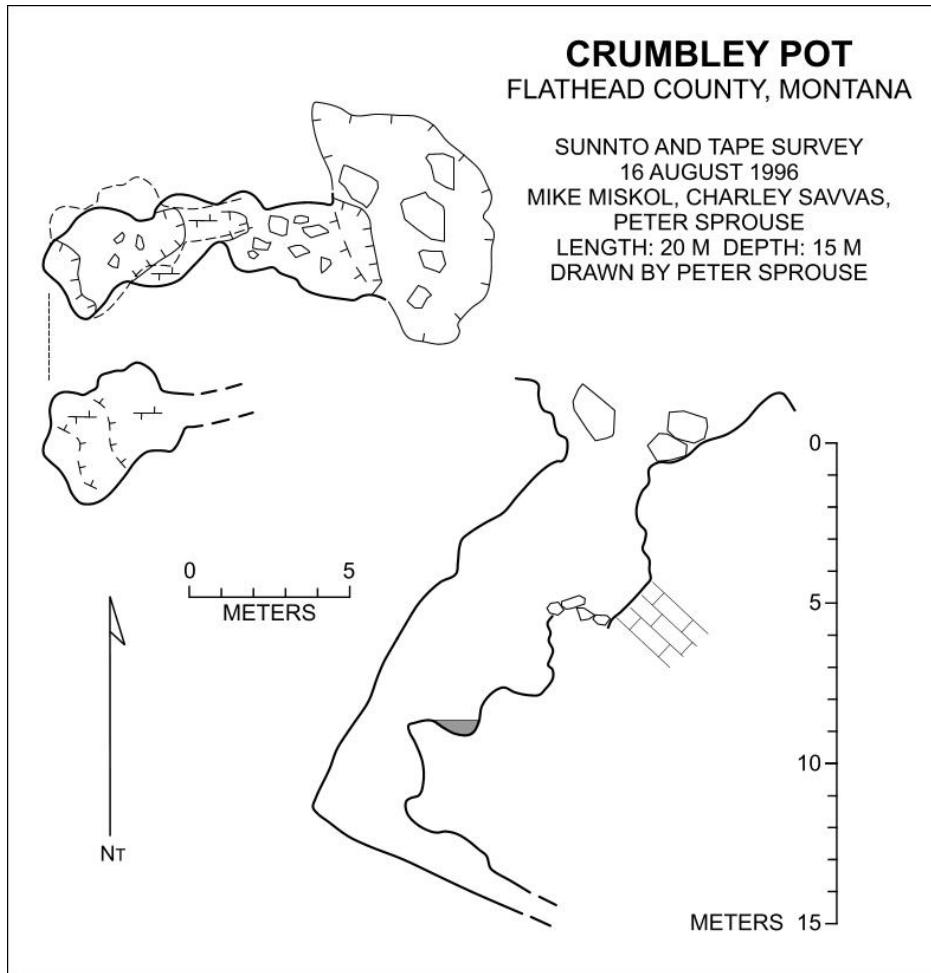 CRUMBLEY POT
FLATHEAD COUNTY, MONTANA
SUNNTO AND TAPE SURVEY
16 AUGUST 1996
MIKE MISKOL, CHARLEY SAVVAS,
PETER SPROUSE
LENGTH: 20 M DEPTH: 15 M
DRAWN BY PETER SPROUSE
0 5
METERS
NT
0
5
10
METERS 15